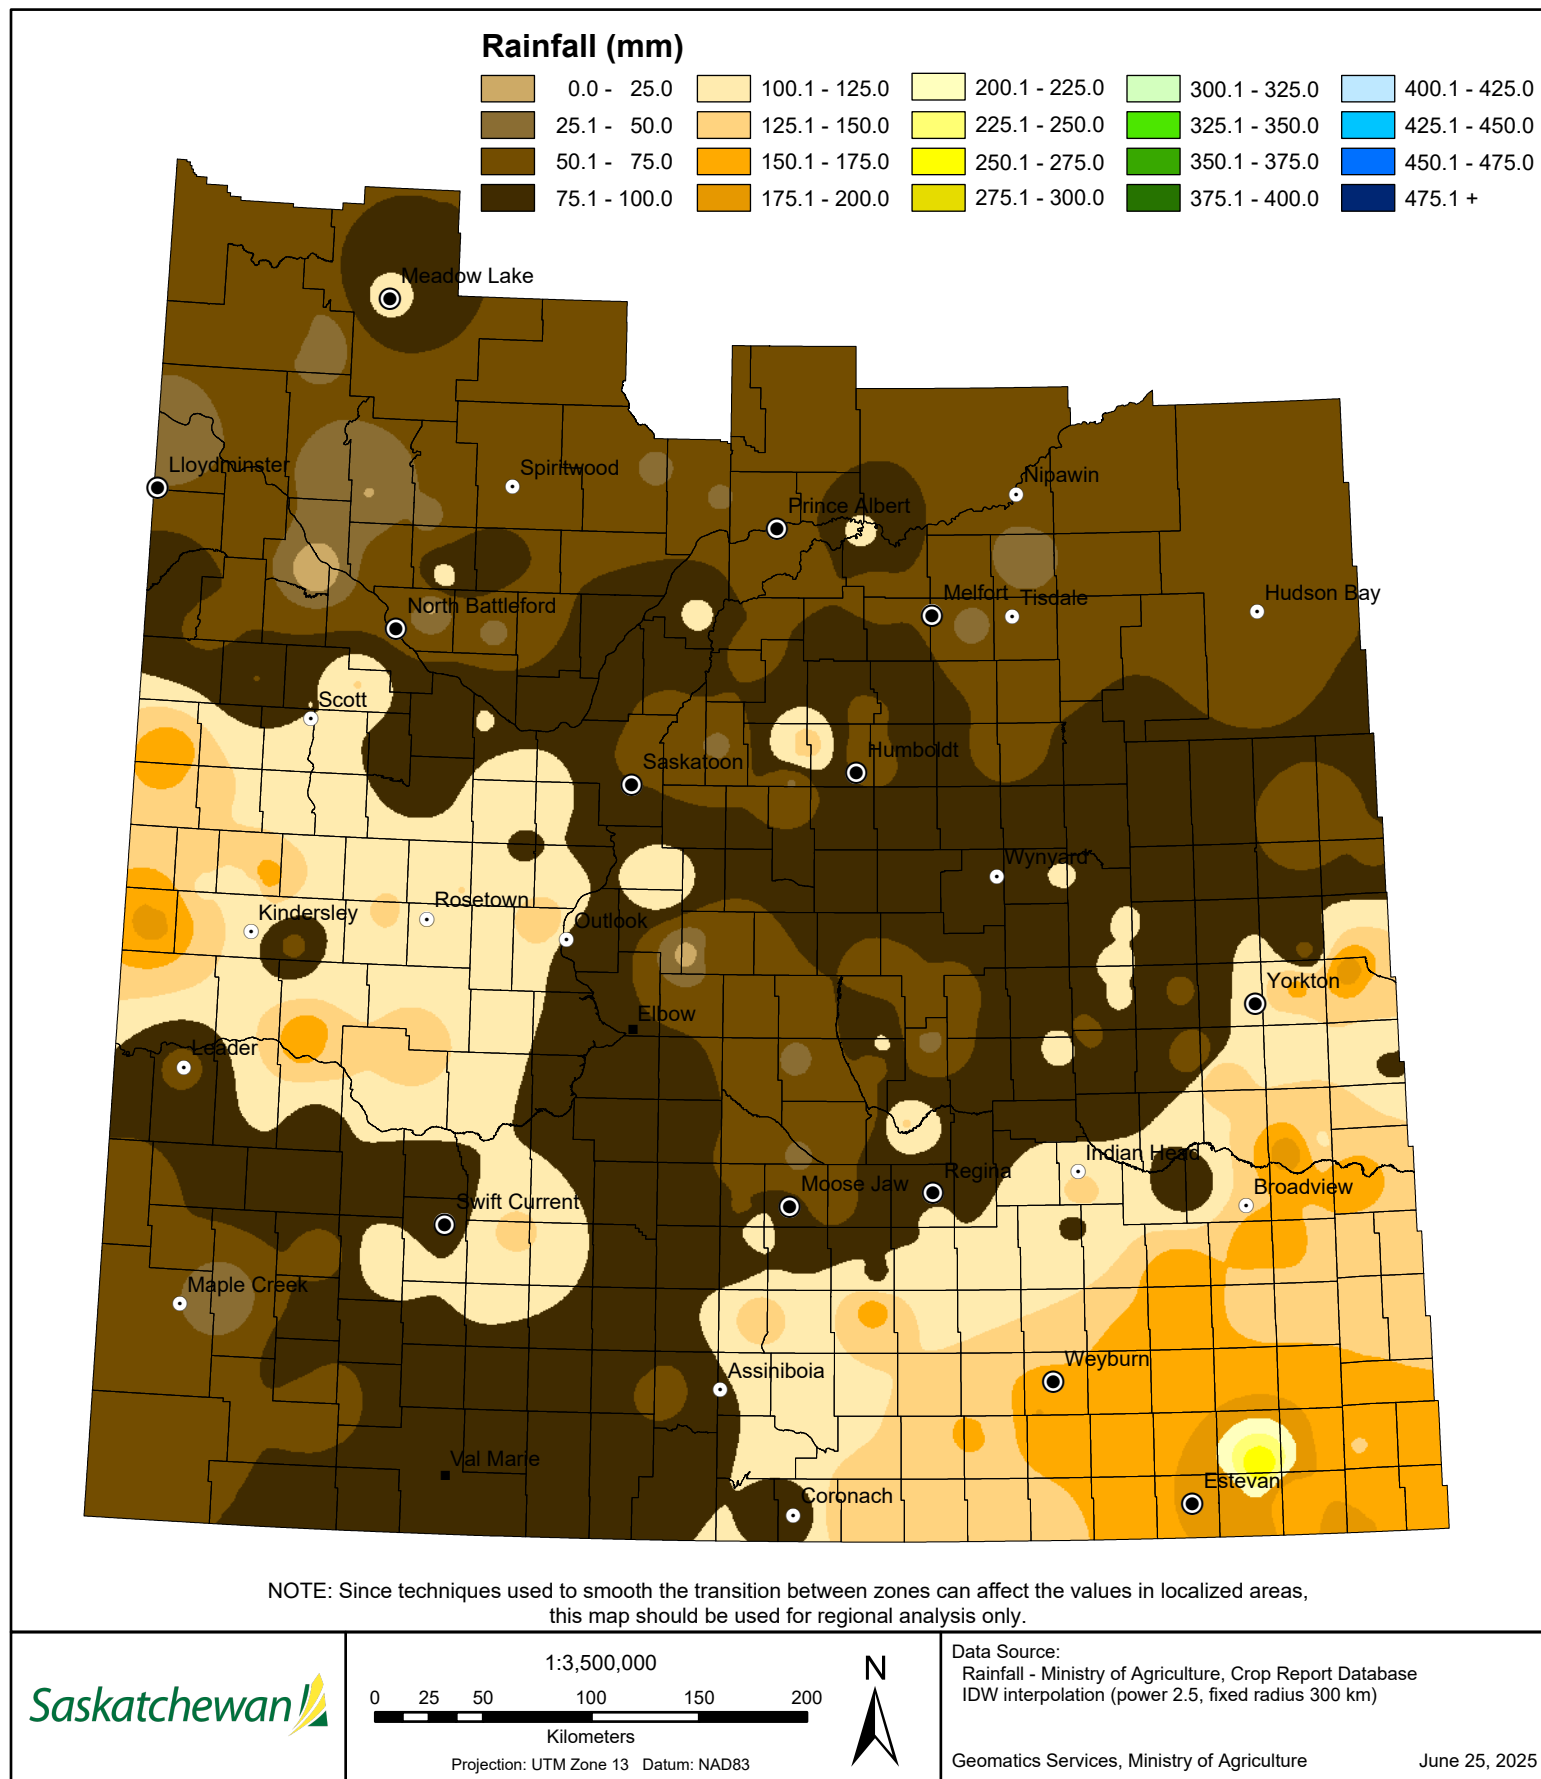 Rainfall (mm)
0.0 - 25.0
25.1 - 50.0
50.1 - 75.0
75.1 - 100.0
100.1 - 125.0
125.1 - 150.0
150.1 - 175.0
175.1 - 200.0
200.1 - 225.0
225.1 - 250.0
250.1 - 275.0
275.1 - 300.0
300.1 - 325.0
325.1 - 350.0
350.1 - 375.0
375.1 - 400.0
400.1 - 425.0
425.1 - 450.0
450.1 - 475.0
475.1 +
Meadow Lake
Lloydminster
Spiritwood
Nipawin
Prince Albert
North Battleford
Melfort
Tisdale
Hudson Bay
Scott
Saskatoon
Humboldt
Wynyard
Kindersley
Rosetown
Outlook
Yorkton
Elbow
Leader
Indian Head
Regina
Moose Jaw
Broadview
Swift Current
Maple Creek
Assiniboia
Weyburn
Val Marie
Coronach
Estevan
NOTE: Since techniques used to smooth the transition between zones can affect the values in localized areas,
this map should be used for regional analysis only.
Saskatchewan
1:3,500,000
0 25 50 100 150 200
Kilometers
Projection: UTM Zone 13 Datum: NAD83
N
Data Source:
Rainfall - Ministry of Agriculture, Crop Report Database
IDW interpolation (power 2.5, fixed radius 300 km)
Geomatics Services, Ministry of Agriculture June 25, 2025